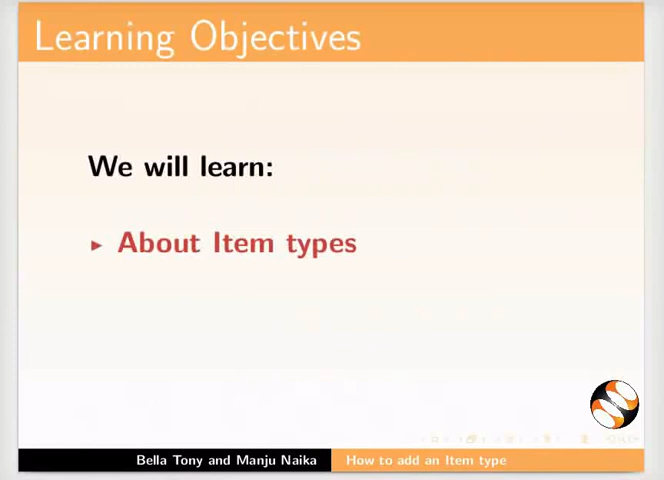 Learning Objectives
We will learn:
About Item types
Bella Tony and Manju Naika
How to add an Item type